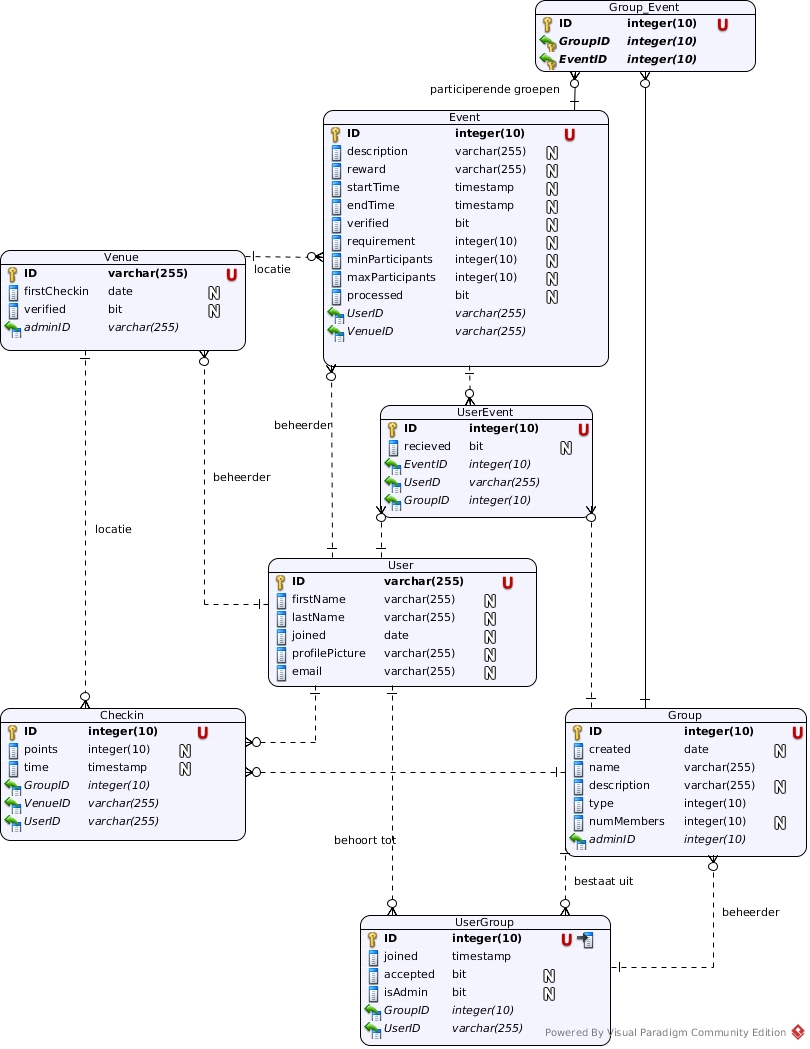 Group_Event
ID integer(10) U
GroupID integer(10)
EventID integer(10)
participerende groepen
Event
ID integer(10) U
description varchar(255) N
reward varchar(255) N
startTime timestamp N
endTime timestamp N
verified bit N
requirement integer(10) N
minParticipants integer(10) N
maxParticipants integer(10) N
processed bit N
UserID varchar(255)
VenueID varchar(255)
Venue
ID varchar(255) U
firstCheckin date N
verified bit N
adminID varchar(255)
locatie
beheerder
beheerder
locatie
UserEvent
ID integer(10) U
recieved bit N
EventID integer(10)
UserID varchar(255)
GroupID integer(10)
User
ID varchar(255) U
firstName varchar(255) N
lastName varchar(255) N
joined date N
profilePicture varchar(255) N
email varchar(255) N
Checkin
ID integer(10) U
points integer(10) N
time timestamp N
GroupID integer(10)
VenueID varchar(255)
UserID varchar(255)
Group
ID integer(10) U
created date N
name varchar(255)
description varchar(255) N
type integer(10)
numMembers integer(10) N
adminID integer(10)
behoort tot
bestaat uit
beheerder
UserGroup
ID integer(10) U
joined timestamp
accepted bit N
isAdmin bit N
GroupID integer(10)
UserID varchar(255)
Powered By Visual Paradigm Community Edition